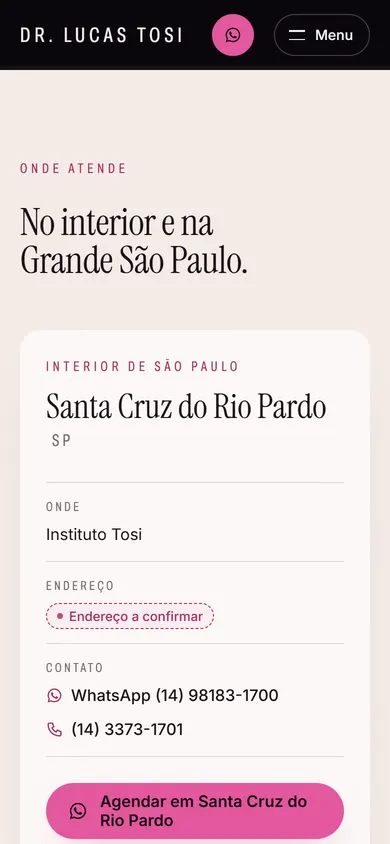 DR. LUCAS TOSI
Menu
ONDE ATENDE
No interior e na
Grande São Paulo.
INTERIOR DE SÃO PAULO
Santa Cruz do Rio Pardo
SP
ONDE
Instituto Tosi
ENDEREÇO
Endereço a confirmar
CONTATO
WhatsApp (14) 98183-1700
(14) 3373-1701
Agendar em Santa Cruz do
Rio Pardo